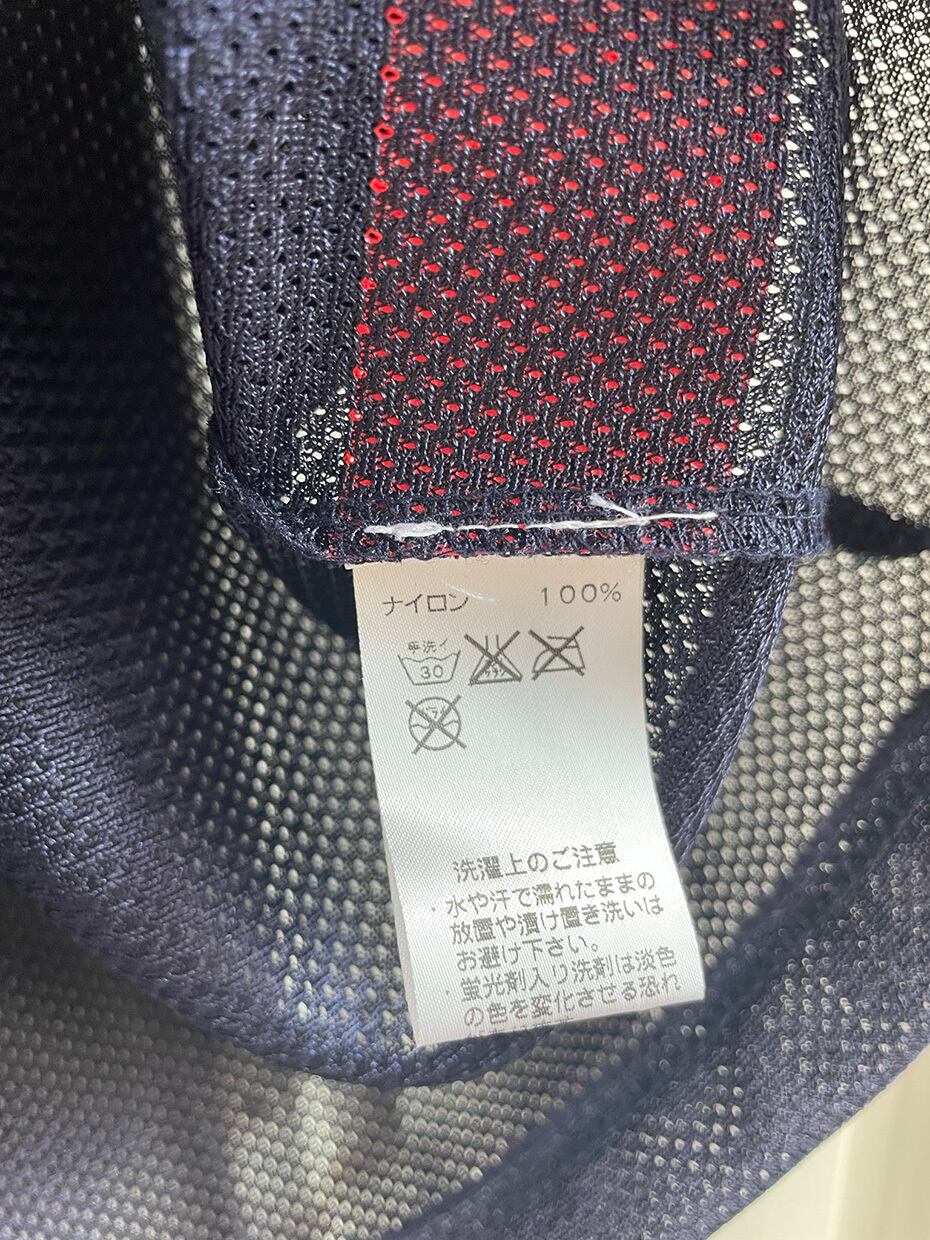 ナイロン 100%
手洗イ
30
洗濯上のご注意
・水や汗で濡れたままの
放置や漬け置き洗いは
お避け下さい。
・蛍光剤入り洗剤は淡色
の色を変化させる恐れ